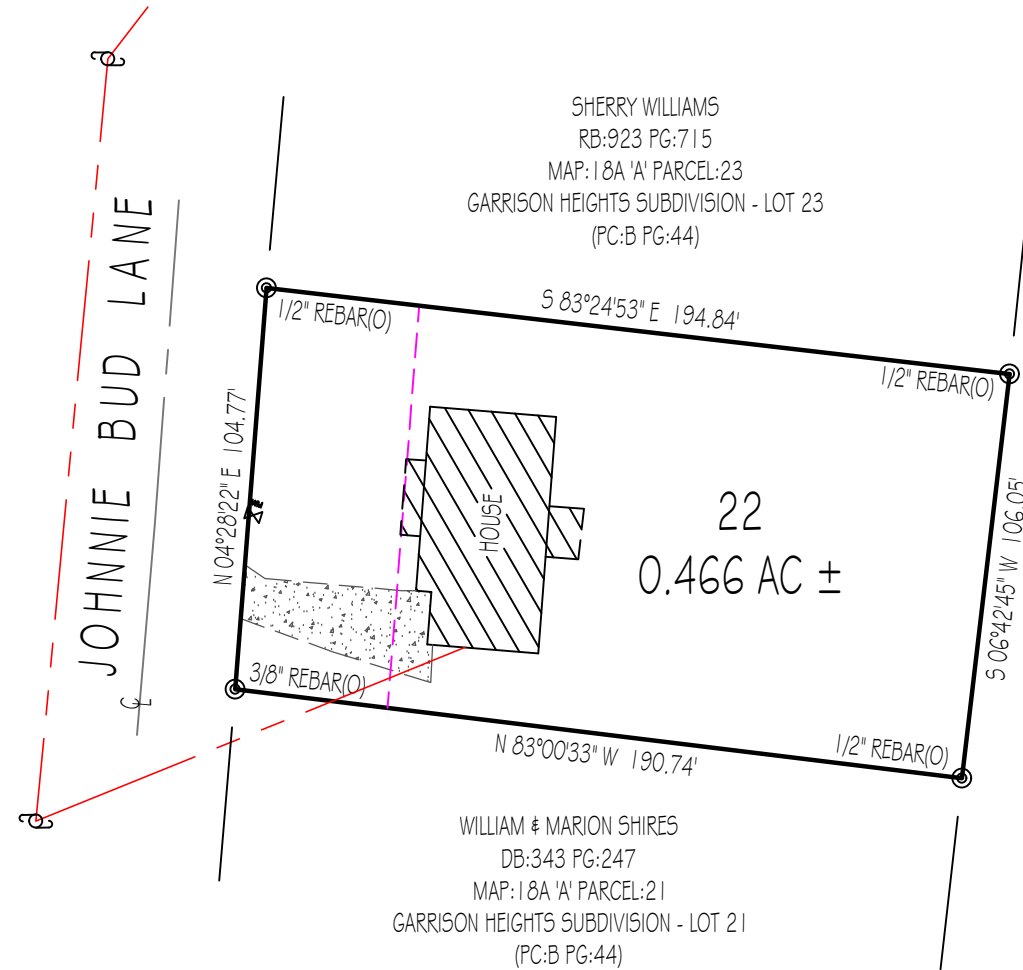 SHERRY WILLIAMS
RB:923 PG:715
MAP:18A 'A' PARCEL:23
GARRISON HEIGHTS SUBDIVISION - LOT 23
(PC:B PG:44)
JOHNNIE BUD LANE
1/2" REBAR(O)
S 83°24'53" E 194.84'
1/2" REBAR(O)
N 04°28'22" E 104.77'
HOUSE
22
0.466 AC ±
S 06°42'45" W 106.05'
3/8" REBAR(O)
N 83°00'33" W 190.74'
1/2" REBAR(O)
WILLIAM & MARION SHIRES
DB:343 PG:247
MAP:18A 'A' PARCEL:21
GARRISON HEIGHTS SUBDIVISION - LOT 21
(PC:B PG:44)